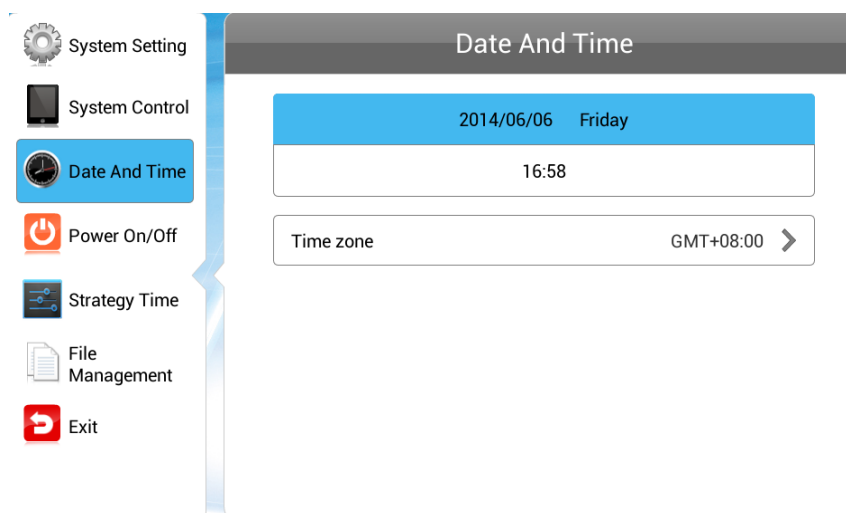 System Setting
System Control
Date And Time
Power On/Off
Strategy Time
File
Management
Exit
Date And Time
2014/06/06 Friday
16:58
Time zone GMT+08:00